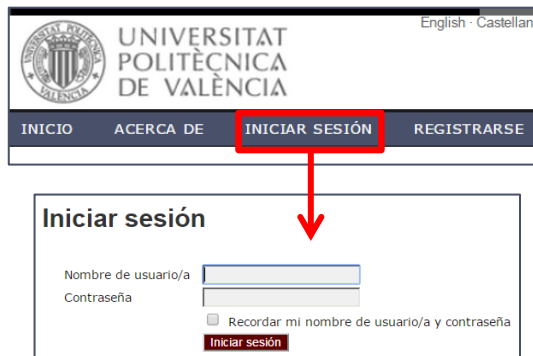 English · Castellan
UNIVERSITAT
POLITÈCNICA
DE VALÈNCIA
INICIO ACERCA DE INICIAR SESIÓN REGISTRARSE
Iniciar sesión
Nombre de usuario/a
Contraseña
Recordar mi nombre de usuario/a y contraseña
Iniciar sesión